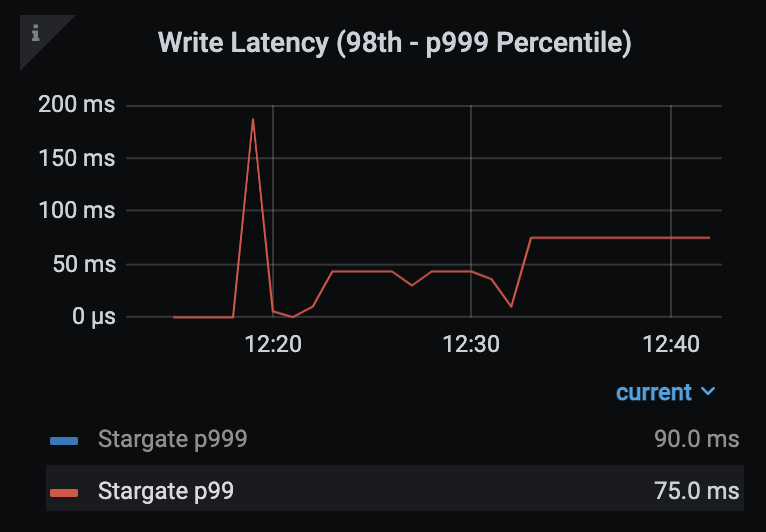 i
Write Latency (98th - p999 Percentile)
200 ms
150 ms
100 ms
50 ms
0 µs
12:20 12:30 12:40
current
Stargate p999 90.0 ms
Stargate p99 75.0 ms